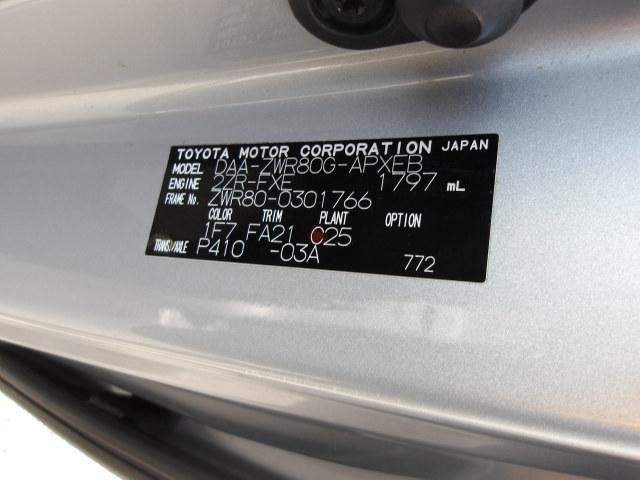 TOYOTA MOTOR CORPORATION JAPAN
MODEL DAA-ZWR80G-APXEB
ENGINE 2ZR-FXE 1797 mL
FRAME No. ZWR80-0301766
COLOR TRIM PLANT OPTION
1F7 FA21 C25
TRANS/AXLE P410 -03A
772